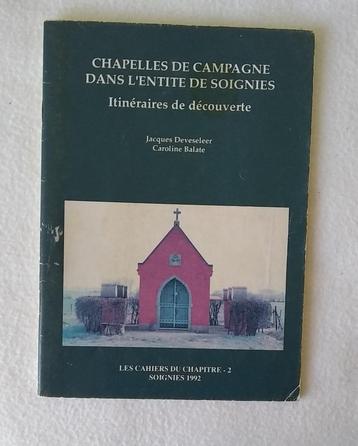 CHAPELLES DE CAMPAGNE
DANS L'ENTITE DE SOIGNIES
Itinéraires de découverte
Jacques Deveseleer
Caroline Balate
LES CAHIERS DU CHAPITRE - 2
SOIGNIES 1992